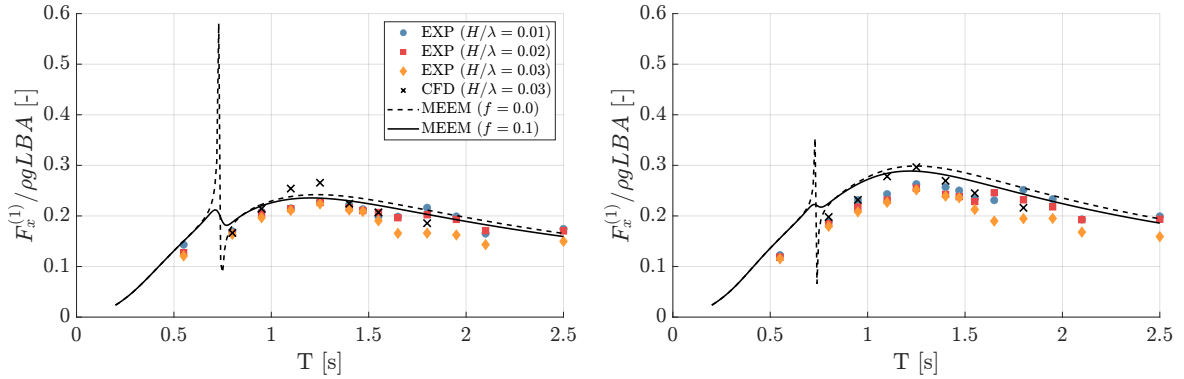 0.6
0.5
0.4
0.3
0.2
0.1
0
F_x^{(1)}/ρgLBA [-]
EXP (H/λ = 0.01)
EXP (H/λ = 0.02)
EXP (H/λ = 0.03)
CFD (H/λ = 0.03)
MEEM (f = 0.0)
MEEM (f = 0.1)
0 0.5 1 1.5 2 2.5
T [s]
0.6
0.5
0.4
0.3
0.2
0.1
0
F_x^{(1)}/ρgLBA [-]
0 0.5 1 1.5 2 2.5
T [s]